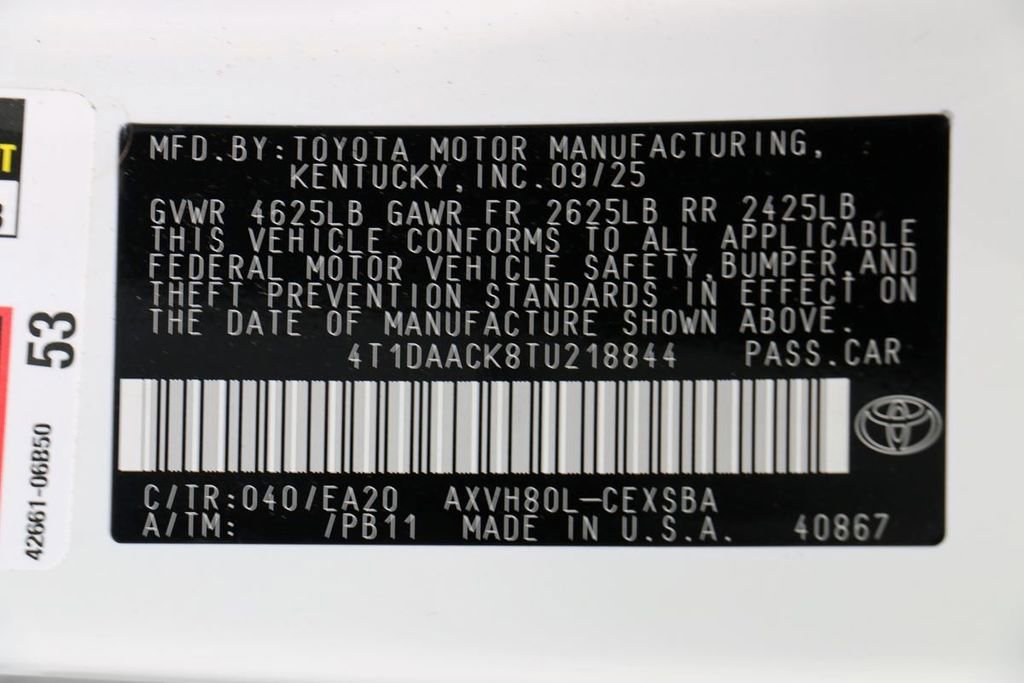 MFD.BY:TOYOTA MOTOR MANUFACTURING,
KENTUCKY,INC.09/25
GVWR 4625LB GAWR FR 2625LB RR 2425LB
THIS VEHICLE CONFORMS TO ALL APPLICABLE
FEDERAL MOTOR VEHICLE SAFETY,BUMPER,AND
THEFT PREVENTION STANDARDS IN EFFECT ON
THE DATE OF MANUFACTURE SHOWN ABOVE.
4T1DAACK8TU218844 PASS.CAR
C/TR:040/EA20 AXVH80L-CEXSBA
A/TM: /PB11 MADE IN U.S.A. 40867
53
42661-06B50
T